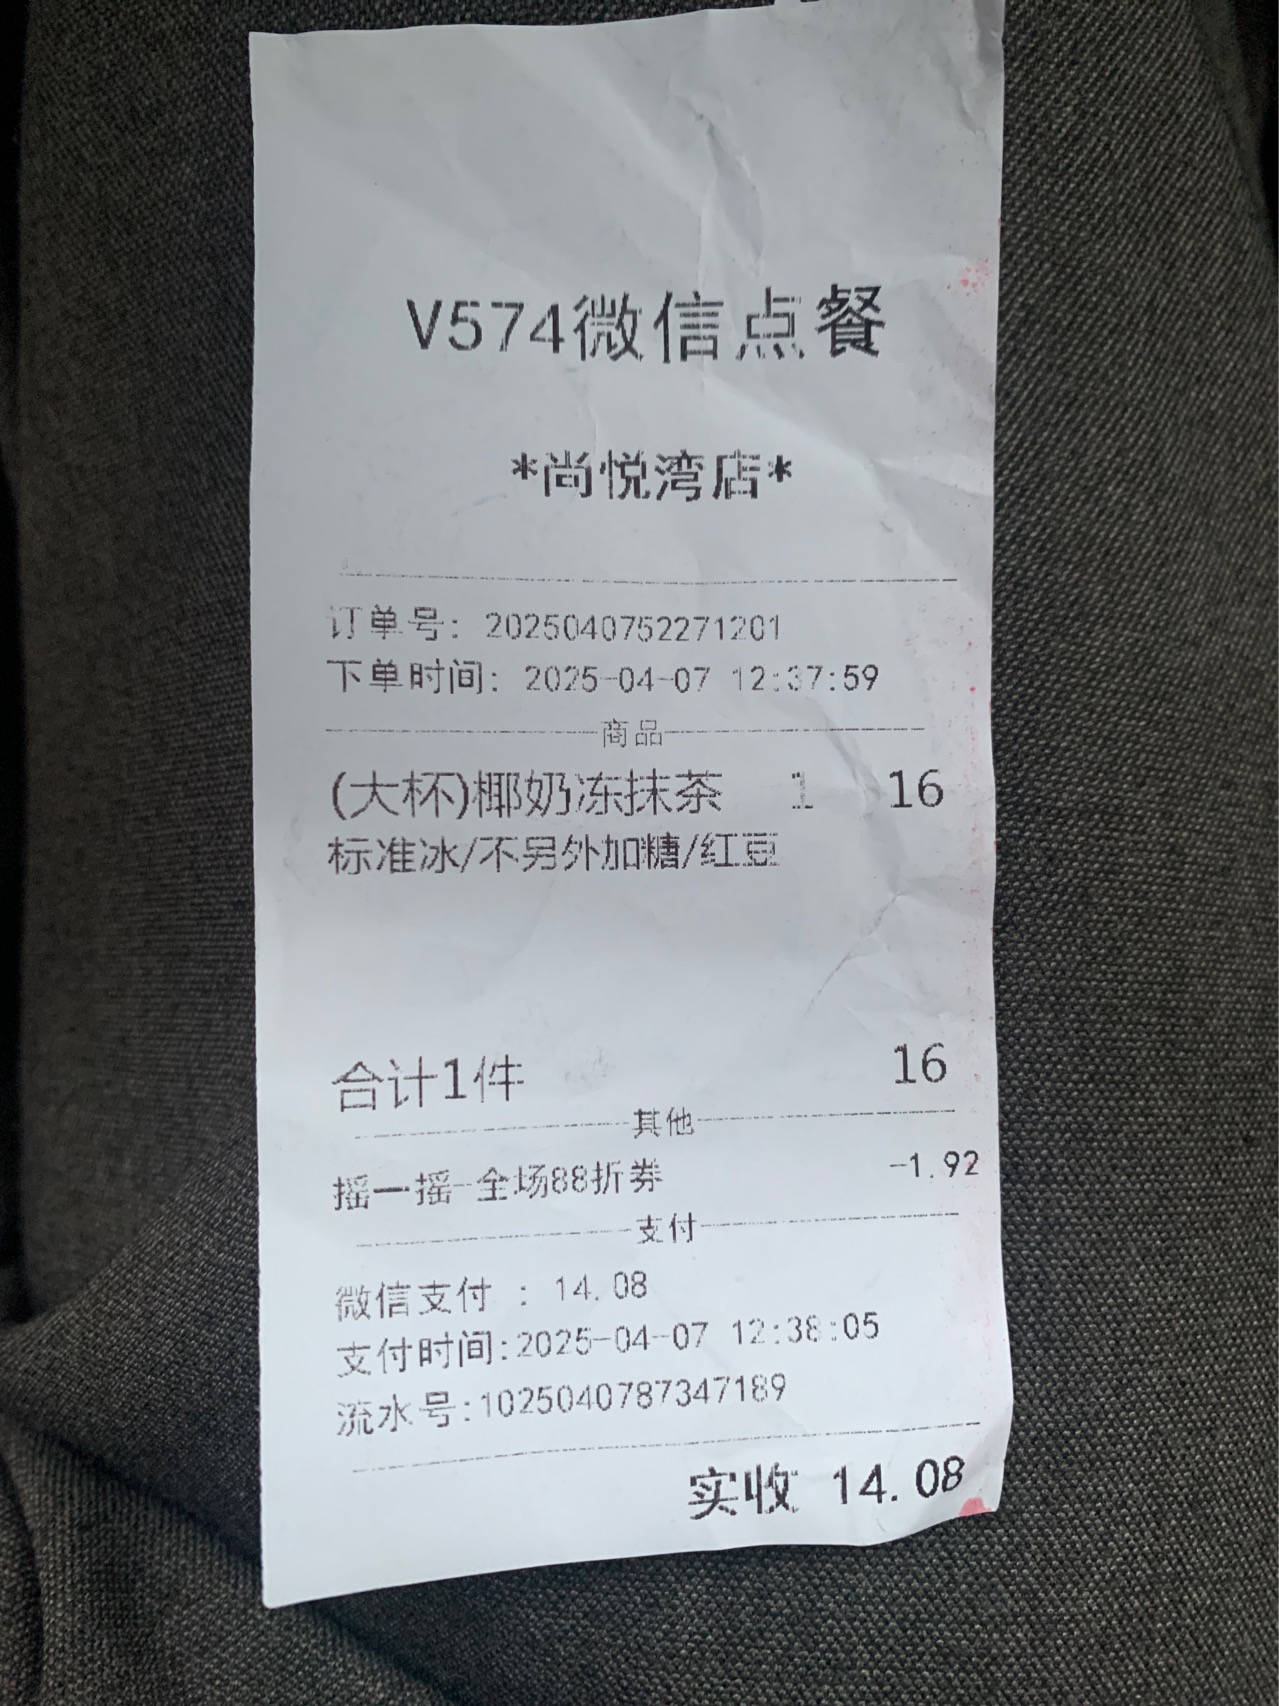 V574微信点餐
*尚悦湾店*
订单号: 2025040752271201
下单时间: 2025-04-07 12:37:59
商品
(大杯)椰奶冻抹茶 1 16
标准冰/不另外加糖/红豆
合计1件 16
其他
摇一摇-全场88折券 -1.92
支付
微信支付 : 14.08
支付时间:2025-04-07 12:38:05
流水号:1025040787347189
实收 14.08